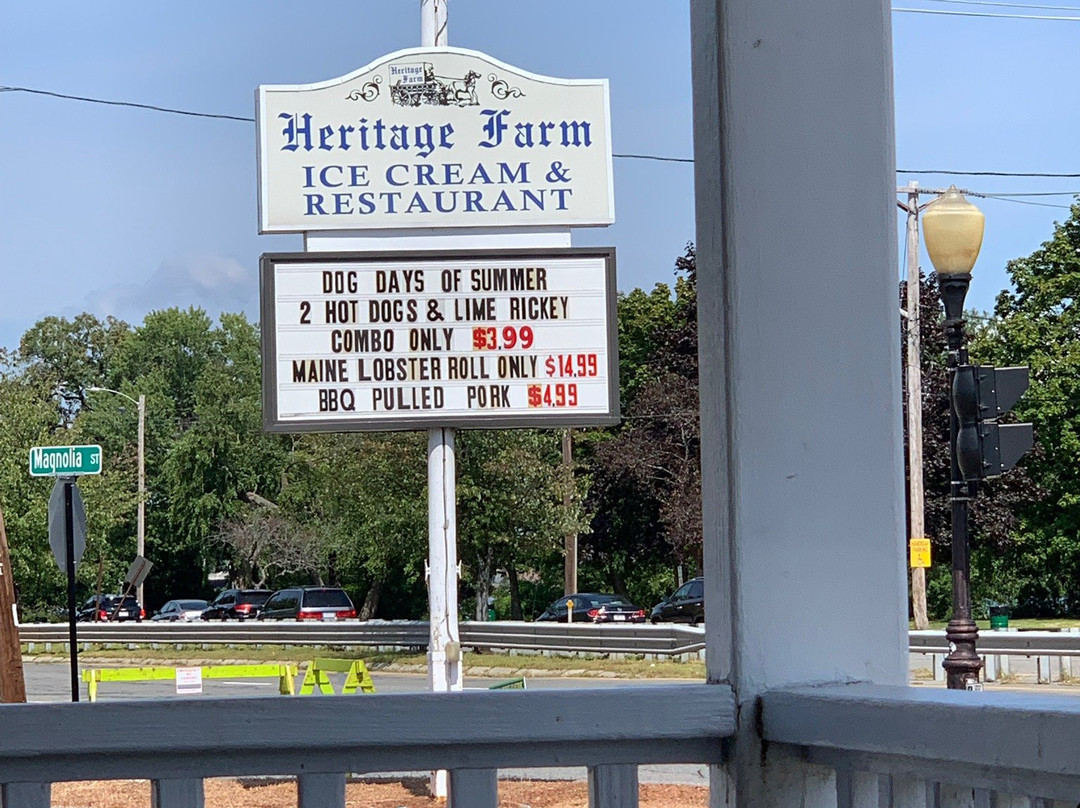 Heritage
Farm
Heritage Farm
ICE CREAM &
RESTAURANT
DOG DAYS OF SUMMER
2 HOT DOGS & LIME RICKEY
COMBO ONLY $3.99
MAINE LOBSTER ROLL ONLY $14.99
BBQ PULLED PORK $4.99
Magnolia ST